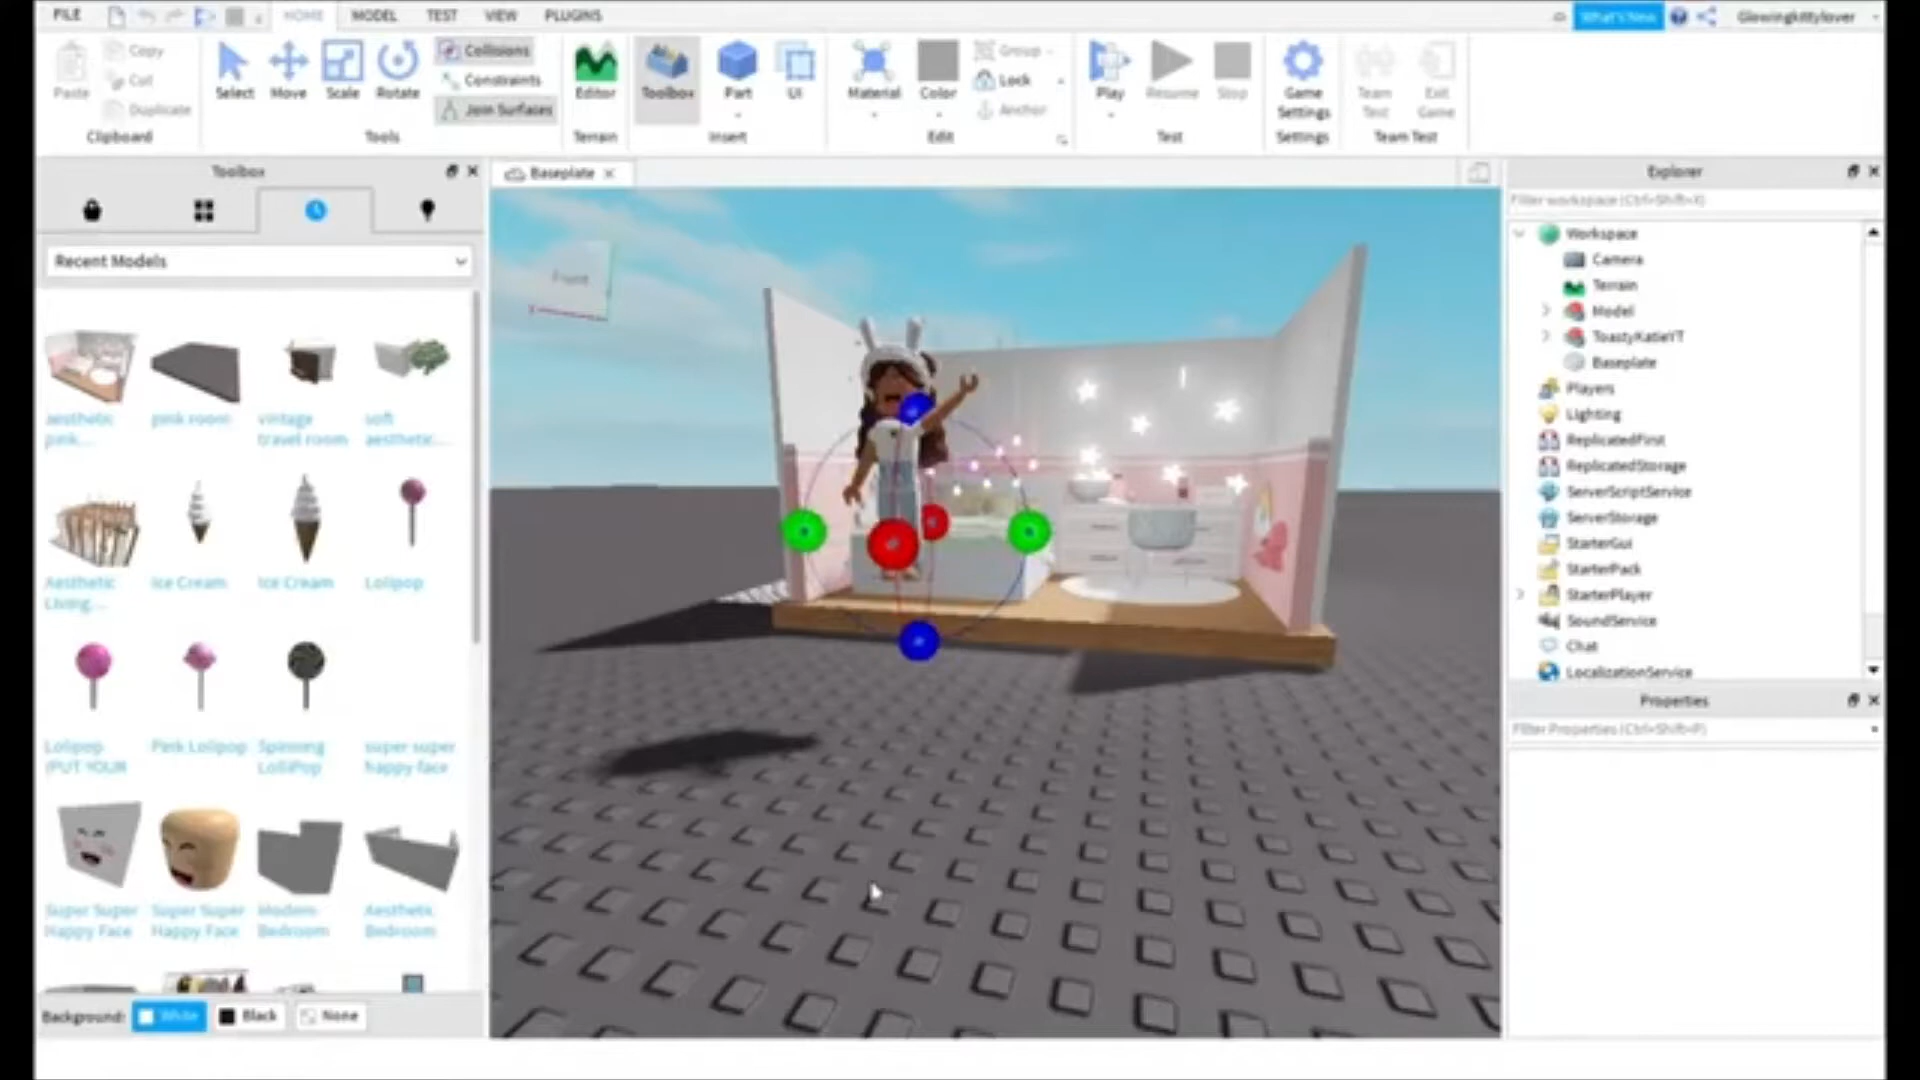 FILE
HOME
MODEL
TEST
VIEW
PLUGINS
What's New
Glowingkittylover
Paste
Copy
Cut
Duplicate
Clipboard
Select
Move
Scale
Rotate
Collisions
Constraints
Join Surfaces
Tools
Editor
Terrain
Toolbox
Part
UI
Insert
Material
Color
Group
Lock
Anchor
Edit
Play
Resume
Stop
Test
Game
Settings
Settings
Team
Test
Exit
Game
Team Test
Toolbox
Recent Models
aesthetic
pink...
pink room
vintage
travel room
soft
aesthetic...
Aesthetic
Living...
Ice Cream
Ice Cream
Lolipop
Lolipop
(PUT YOUR
Pink Lolipop
Spinning
LolliPop
super super
happy face
Super Super
Happy Face
Super Super
Happy Face
Modern
Bedroom
Aesthetic
Bedroom
Background:
White
Black
None
Baseplate
Front
Explorer
Filter workspace (Ctrl+Shift+X)
Workspace
Camera
Terrain
Model
ToastyKatieYT
Baseplate
Players
Lighting
ReplicatedFirst
ReplicatedStorage
ServerScriptService
ServerStorage
StarterGui
StarterPack
StarterPlayer
SoundService
Chat
LocalizationService
Properties
Filter Properties (Ctrl+Shift+P)